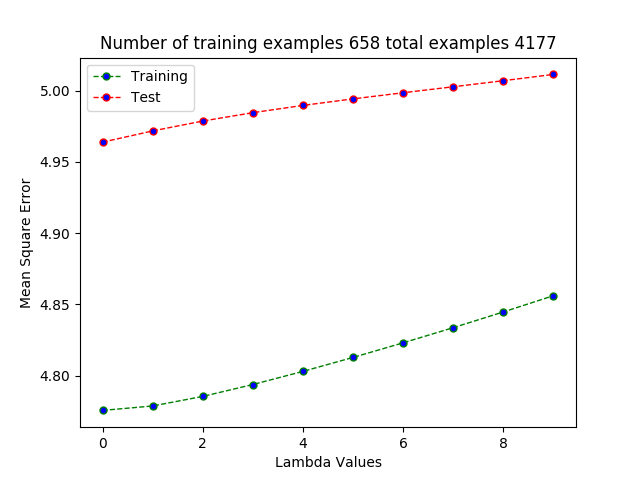 Number of training examples 658 total examples 4177
Training
Test
5.00
4.95
4.90
4.85
4.80
Mean Square Error
0 2 4 6 8
Lambda Values